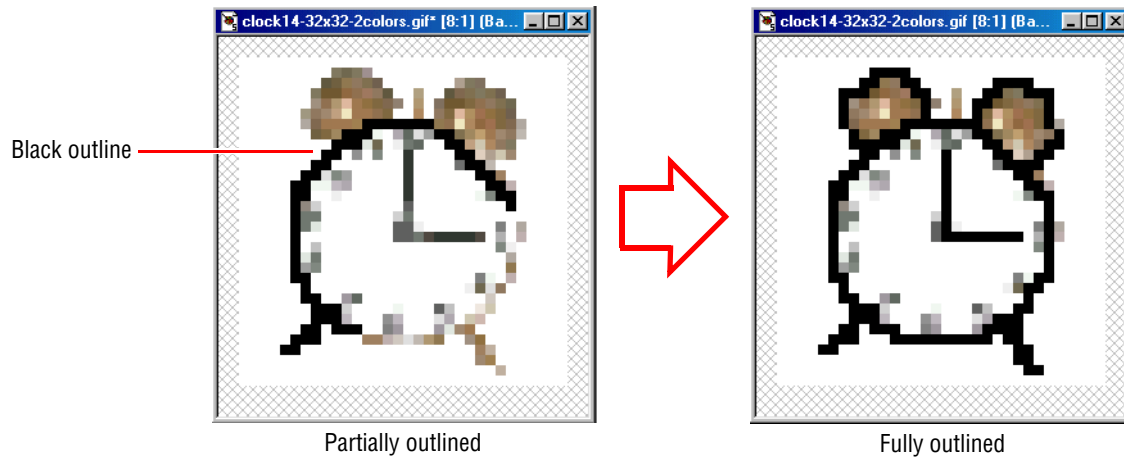 clock14-32x32-2colors.gif* [8:1] (Ba...
clock14-32x32-2colors.gif [8:1] (Ba...
Black outline
Partially outlined
Fully outlined